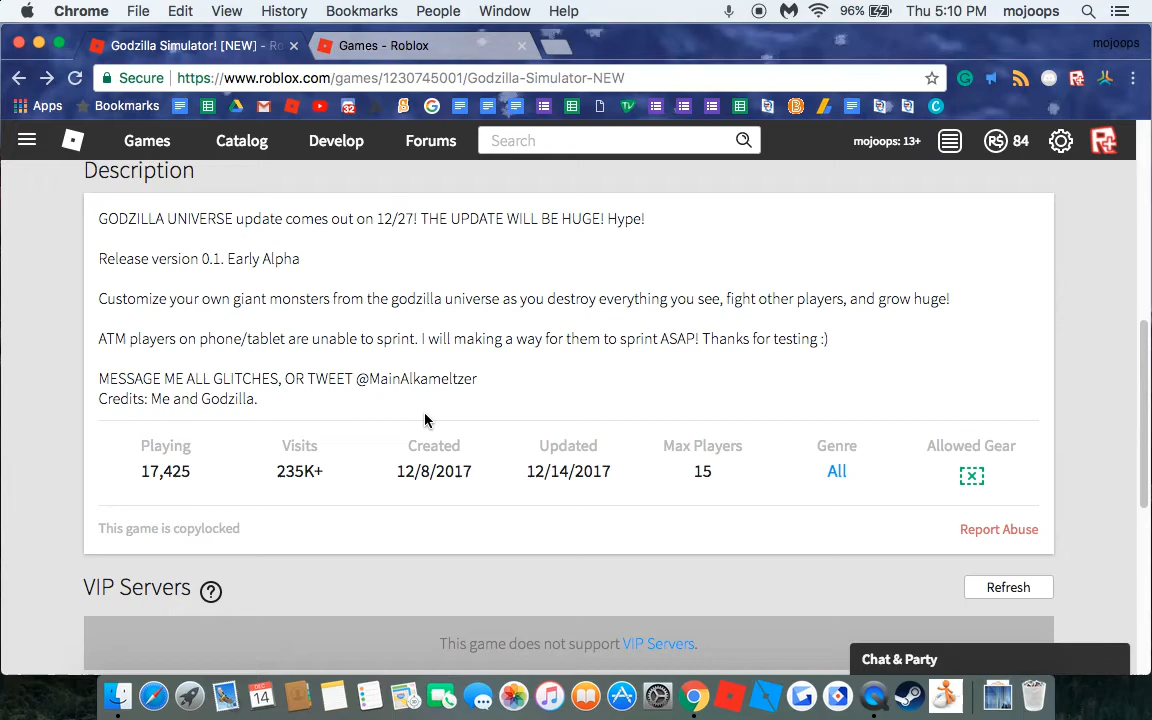 Chrome File Edit View History Bookmarks People Window Help 96% Thu 5:10 PM mojoops
Godzilla Simulator! [NEW] - Ro Games - Roblox mojoops
Secure https://www.roblox.com/games/1230745001/Godzilla-Simulator-NEW
Apps Bookmarks
Games Catalog Develop Forums Search mojoops: 13+ R$ 84
Description
GODZILLA UNIVERSE update comes out on 12/27! THE UPDATE WILL BE HUGE! Hype!
Release version 0.1. Early Alpha
Customize your own giant monsters from the godzilla universe as you destroy everything you see, fight other players, and grow huge!
ATM players on phone/tablet are unable to sprint. I will making a way for them to sprint ASAP! Thanks for testing :)
MESSAGE ME ALL GLITCHES, OR TWEET @MainAlkameltzer
Credits: Me and Godzilla.
Playing Visits Created Updated Max Players Genre Allowed Gear
17,425 235K+ 12/8/2017 12/14/2017 15 All
This game is copylocked Report Abuse
VIP Servers ? Refresh
This game does not support VIP Servers.
Chat & Party
DEC
14